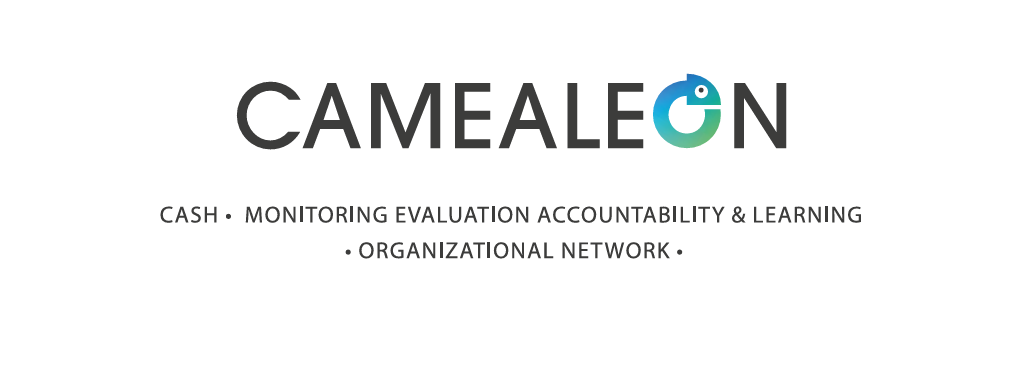 CAMEALEON
CASH • MONITORING EVALUATION ACCOUNTABILITY & LEARNING
• ORGANIZATIONAL NETWORK •